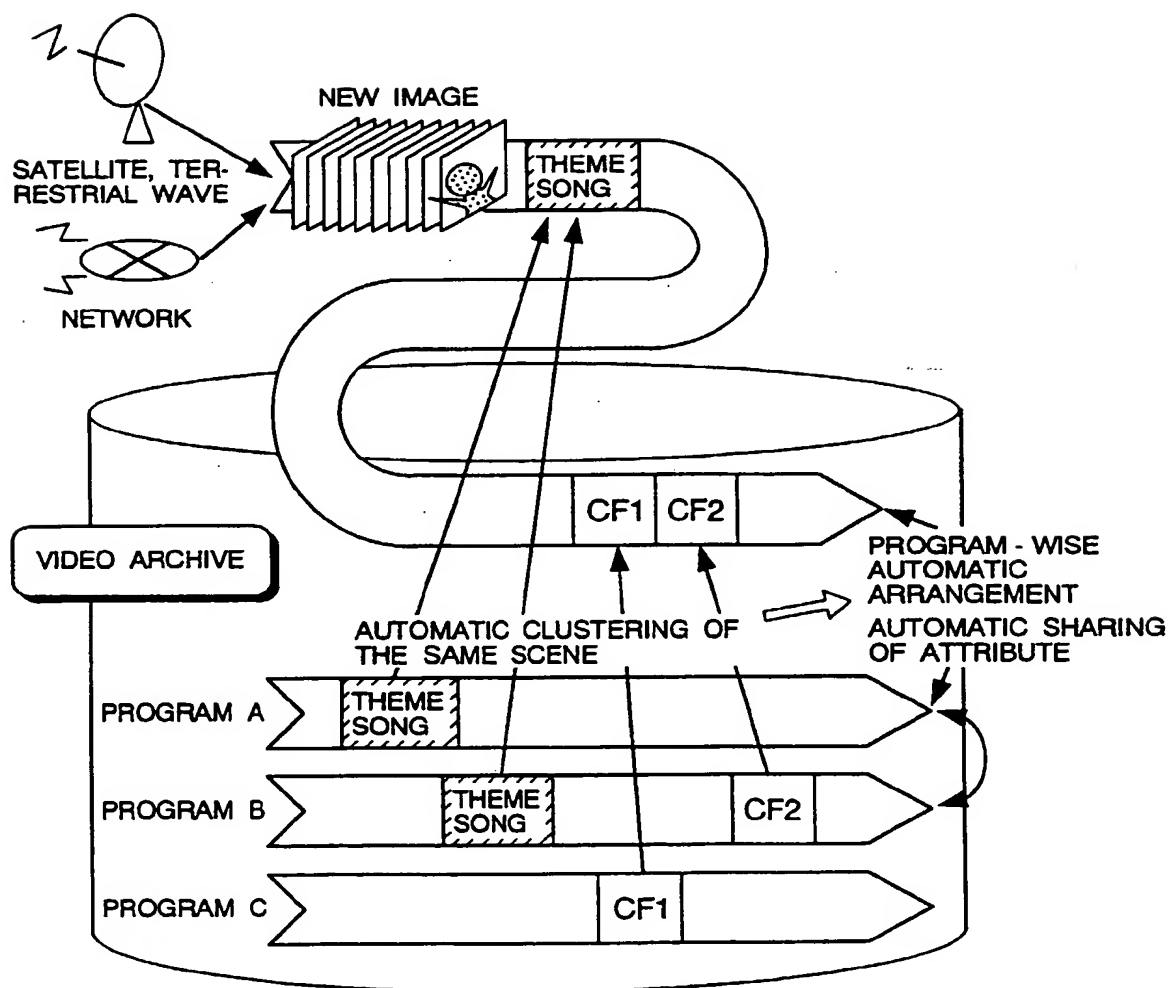 NEW IMAGE
SATELLITE, TER-
RESTRIAL WAVE
THEME
SONG
NETWORK
CF1 CF2
VIDEO ARCHIVE
PROGRAM - WISE
AUTOMATIC
ARRANGEMENT
AUTOMATIC SHARING
OF ATTRIBUTE
AUTOMATIC CLUSTERING OF
THE SAME SCENE
PROGRAM A
THEME
SONG
PROGRAM B
THEME
SONG
CF2
PROGRAM C
CF1